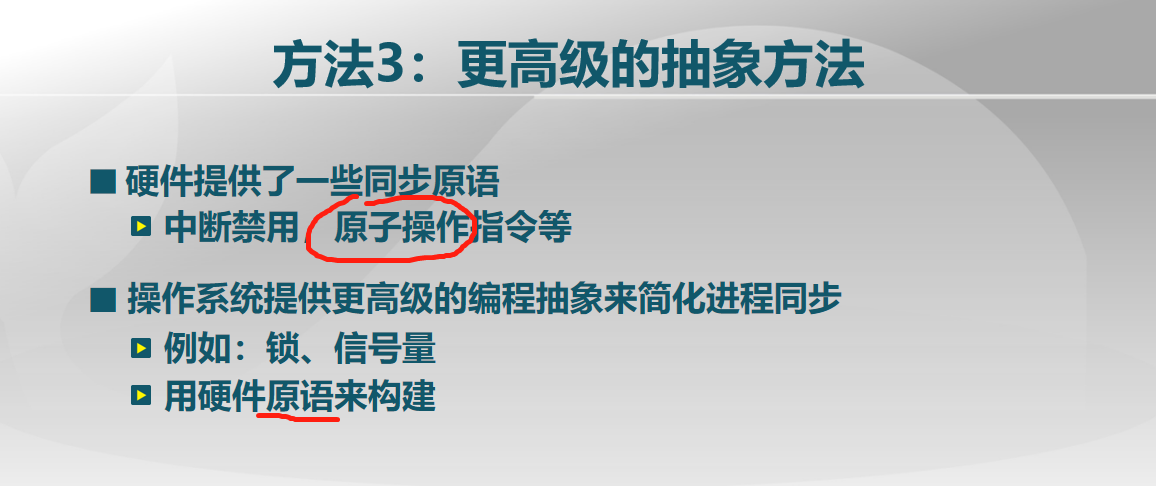 方法3：更高级的抽象方法
硬件提供了一些同步原语
中断禁用，原子操作指令等
操作系统提供更高级的编程抽象来简化进程同步
例如：锁、信号量
用硬件原语来构建